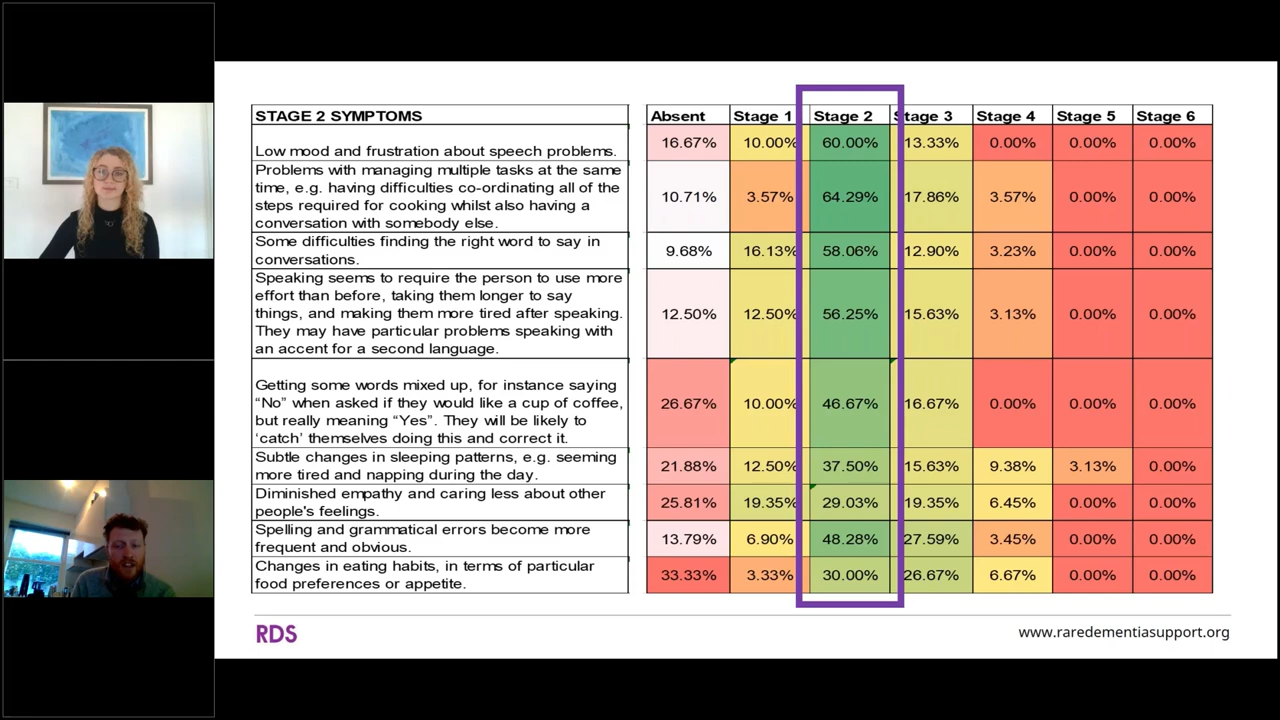 STAGE 2 SYMPTOMS Absent Stage 1 Stage 2 Stage 3 Stage 4 Stage 5 Stage 6
Low mood and frustration about speech problems. 16.67% 10.00% 60.00% 13.33% 0.00% 0.00% 0.00%
Problems with managing multiple tasks at the same
time, e.g. having difficulties co-ordinating all of the
steps required for cooking whilst also having a
conversation with somebody else.
10.71% 3.57% 64.29% 17.86% 3.57% 0.00% 0.00%
Some difficulties finding the right word to say in
conversations.
9.68% 16.13% 58.06% 12.90% 3.23% 0.00% 0.00%
Speaking seems to require the person to use more
effort than before, taking them longer to say
things, and making them more tired after speaking.
They may have particular problems speaking with
an accent for a second language.
12.50% 12.50% 56.25% 15.63% 3.13% 0.00% 0.00%
Getting some words mixed up, for instance saying
“No” when asked if they would like a cup of coffee,
but really meaning “Yes”. They will be likely to
‘catch’ themselves doing this and correct it.
26.67% 10.00% 46.67% 16.67% 0.00% 0.00% 0.00%
Subtle changes in sleeping patterns, e.g. seeming
more tired and napping during the day.
21.88% 12.50% 37.50% 15.63% 9.38% 3.13% 0.00%
Diminished empathy and caring less about other
people's feelings.
25.81% 19.35% 29.03% 19.35% 6.45% 0.00% 0.00%
Spelling and grammatical errors become more
frequent and obvious.
13.79% 6.90% 48.28% 27.59% 3.45% 0.00% 0.00%
Changes in eating habits, in terms of particular
food preferences or appetite.
33.33% 3.33% 30.00% 26.67% 6.67% 0.00% 0.00%
RDS
www.raredementiasupport.org